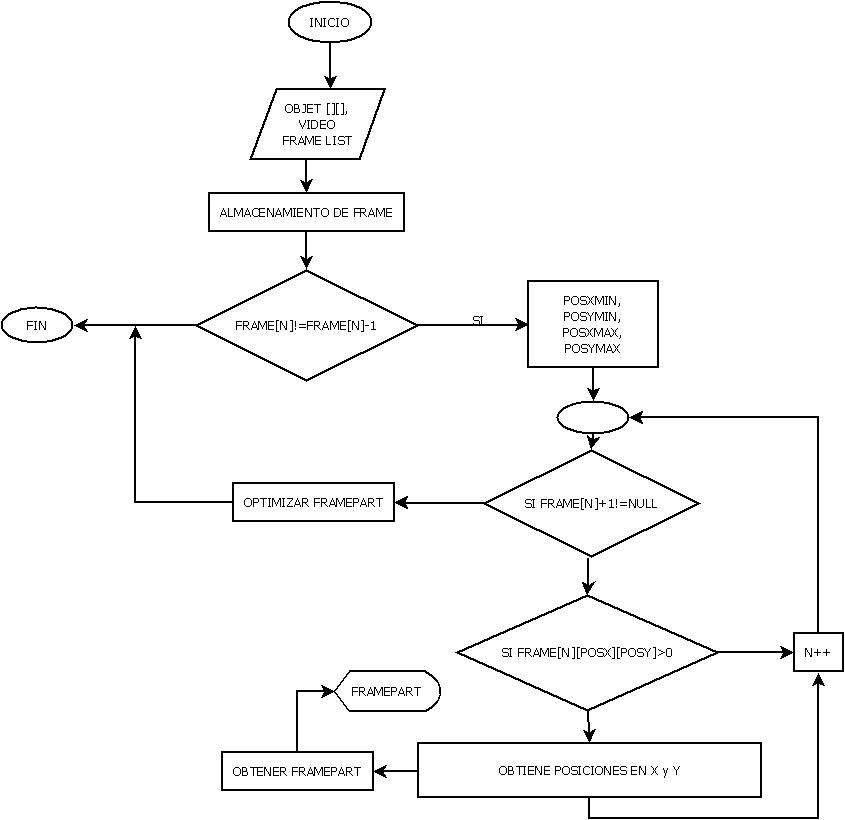 INICIO
OBJET [][],
VIDEO
FRAME LIST
ALMACENAMIENTO DE FRAME
FRAME[N]!=FRAME[N]-1
FIN
SI
POSXMIN,
POSYMIN,
POSXMAX,
POSYMAX
SI FRAME[N]+1!=NULL
OPTIMIZAR FRAMEPART
SI FRAME[N][POSX][POSY]>0
N++
FRAMEPART
OBTENER FRAMEPART
OBTIENE POSICIONES EN X y Y